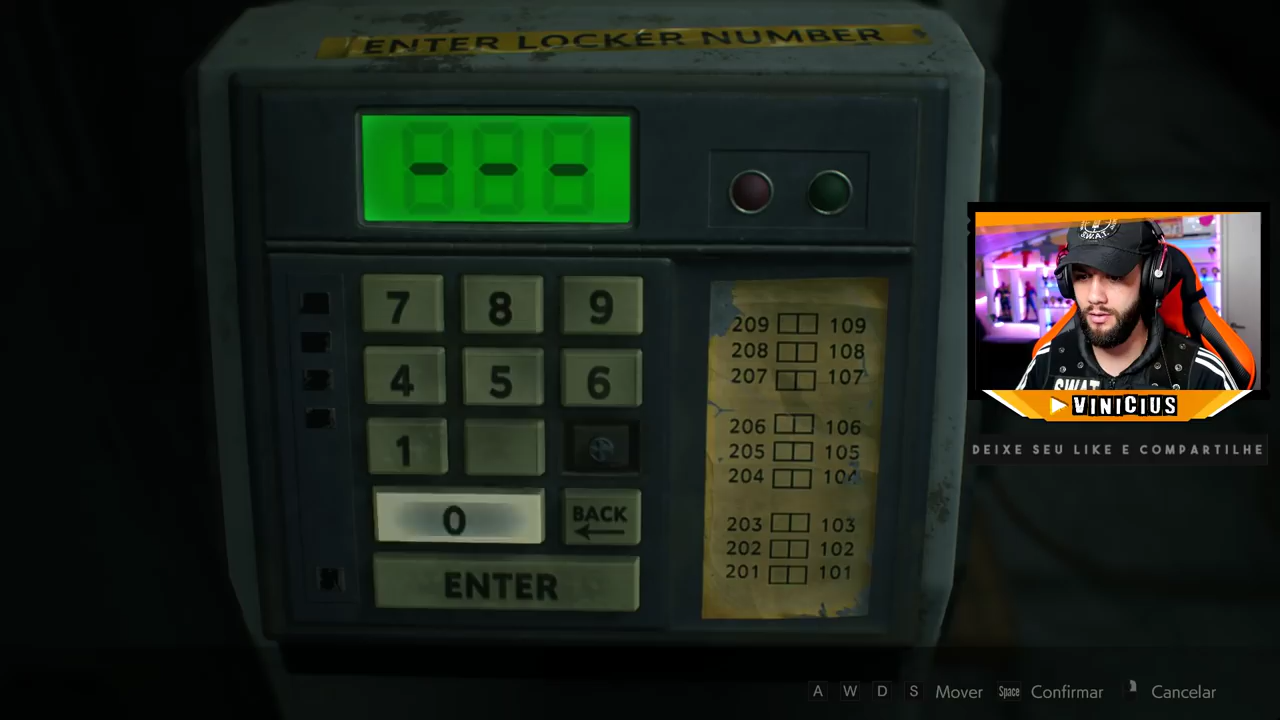 ENTER LOCKER NUMBER
7 8 9
4 5 6
1
0 BACK
ENTER
209 109
208 108
207 107
206 106
205 105
204 104
203 103
202 102
201 101
S.W.A.T.
SWAT
VINICIUS
DEIXE SEU LIKE E COMPARTILHE
A W D S Mover Space Confirmar Cancelar